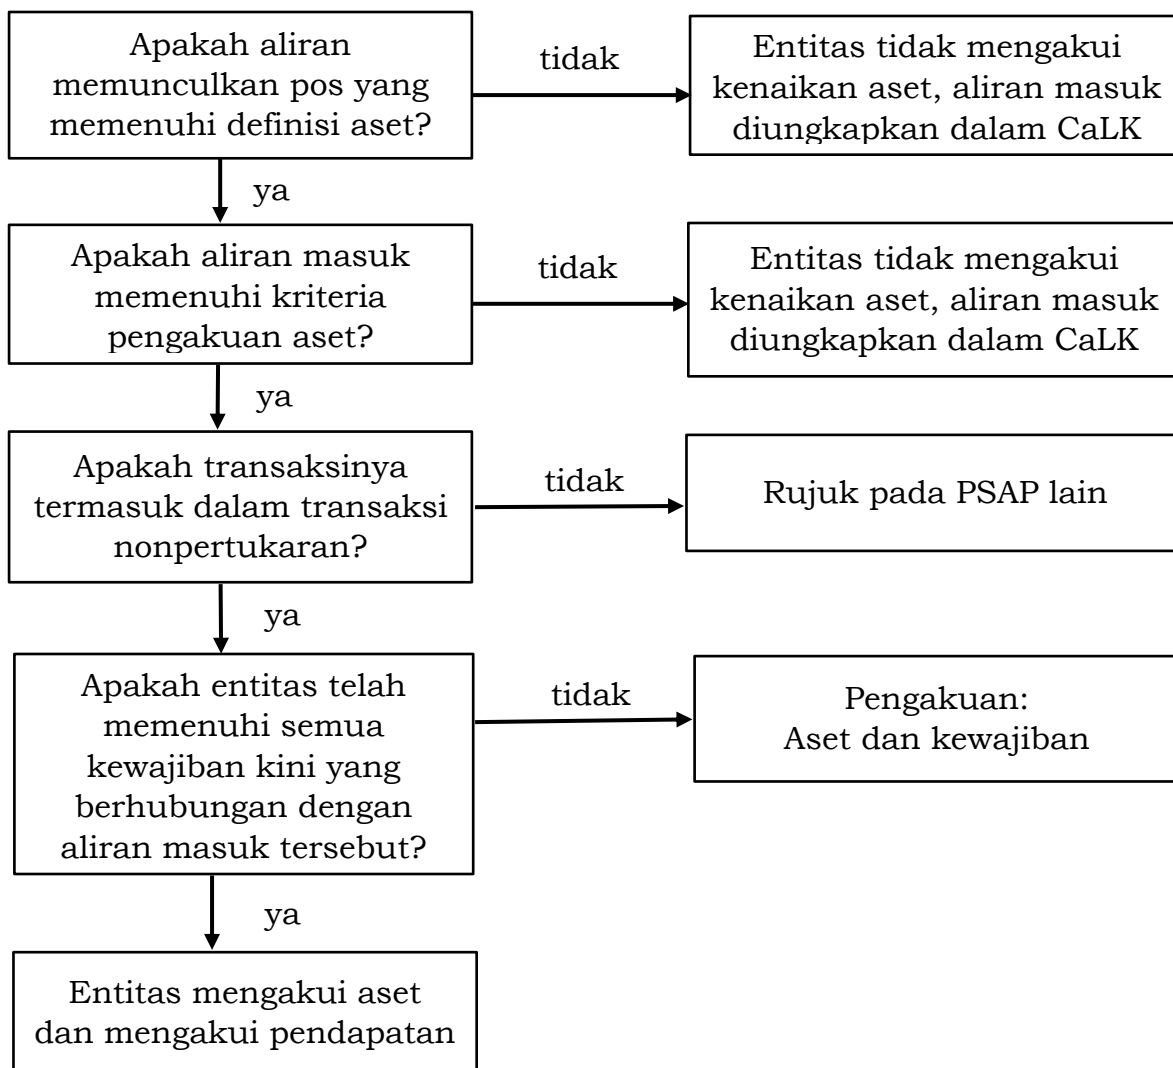 Apakah aliran
memunculkan pos yang
memenuhi definisi aset?
tidak
Entitas tidak mengakui
kenaikan aset, aliran masuk
diungkapkan dalam CaLK
ya
Apakah aliran masuk
memenuhi kriteria
pengakuan aset?
tidak
Entitas tidak mengakui
kenaikan aset, aliran masuk
diungkapkan dalam CaLK
ya
Apakah transaksinya
termasuk dalam transaksi
nonpertukaran?
tidak
Rujuk pada PSAP lain
ya
Apakah entitas telah
memenuhi semua
kewajiban kini yang
berhubungan dengan
aliran masuk tersebut?
tidak
Pengakuan:
Aset dan kewajiban
ya
Entitas mengakui aset
dan mengakui pendapatan